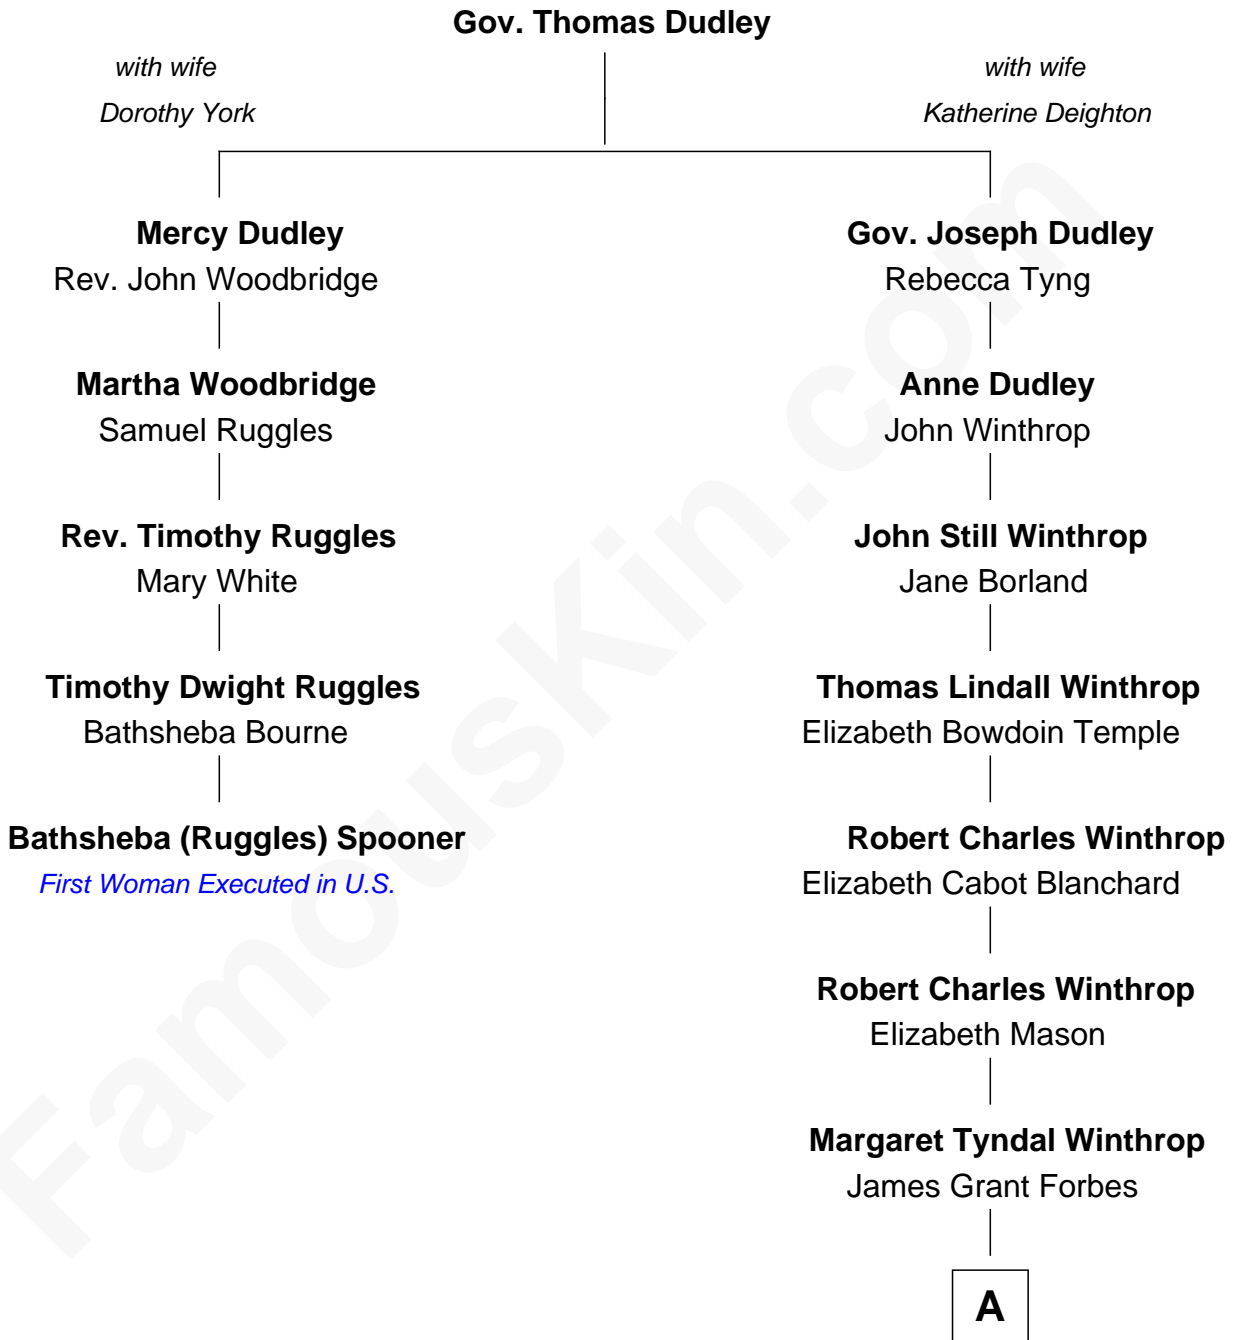 Gov. Thomas Dudley
with wife
Dorothy York
with wife
Katherine Deighton
Mercy Dudley
Rev. John Woodbridge
Gov. Joseph Dudley
Rebecca Tyng
Martha Woodbridge
Samuel Ruggles
Anne Dudley
John Winthrop
Rev. Timothy Ruggles
Mary White
John Still Winthrop
Jane Borland
Timothy Dwight Ruggles
Bathsheba Bourne
Thomas Lindall Winthrop
Elizabeth Bowdoin Temple
Bathsheba (Ruggles) Spooner
First Woman Executed in U.S.
Robert Charles Winthrop
Elizabeth Cabot Blanchard
Robert Charles Winthrop
Elizabeth Mason
Margaret Tyndal Winthrop
James Grant Forbes
A
FamousKin.com